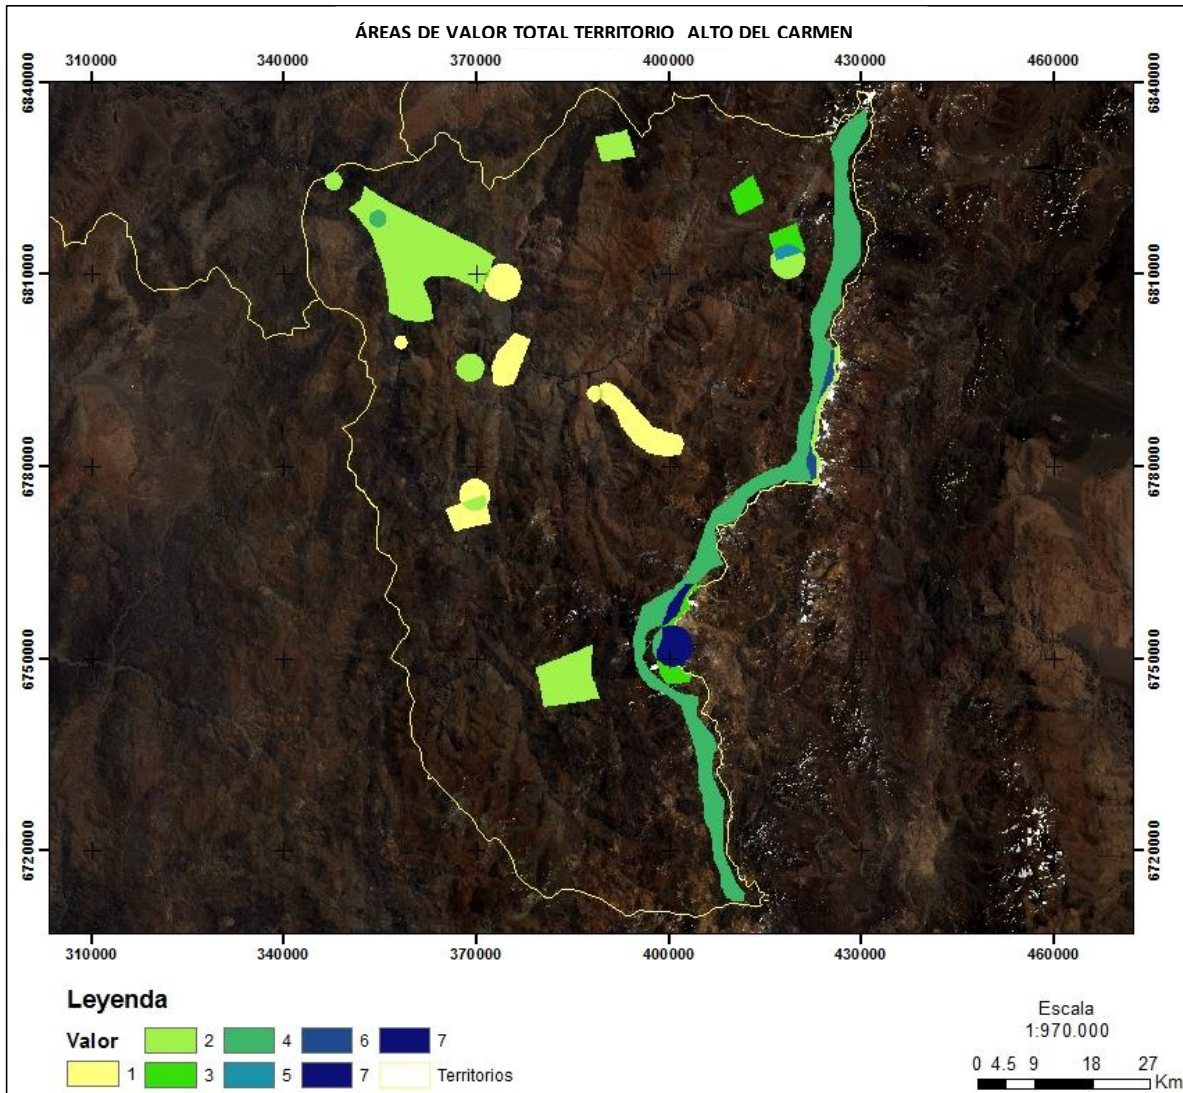 ÁREAS DE VALOR TOTAL TERRITORIO ALTO DEL CARMEN
310000 340000 370000 400000 430000 460000
6840000 6840000
6810000 6810000
6780000 6780000
6750000 6750000
6720000 6720000
310000 340000 370000 400000 430000 460000
Leyenda
Valor 2 4 6 7
1 3 5 7 Territorios
Escala
1:970.000
0 4.5 9 18 27
Km